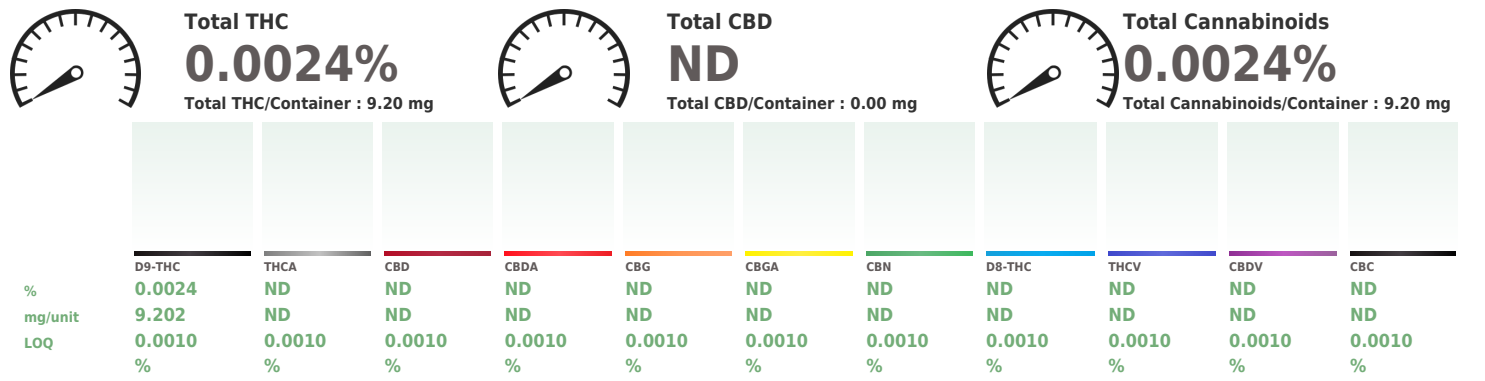 Total THC Total CBD Total Cannabinoids
0.0024% ND 0.0024%
Total THC/Container : 9.20 mg Total CBD/Container : 0.00 mg Total Cannabinoids/Container : 9.20 mg
D9-THC THCA CBD CBDA CBG CBGA CBN D8-THC THCV CBDV CBC
% 0.0024 ND ND ND ND ND ND ND ND ND ND
mg/unit 9.202 ND ND ND ND ND ND ND ND ND ND
LOQ 0.0010 0.0010 0.0010 0.0010 0.0010 0.0010 0.0010 0.0010 0.0010 0.0010 0.0010
% % % % % % % % % % %